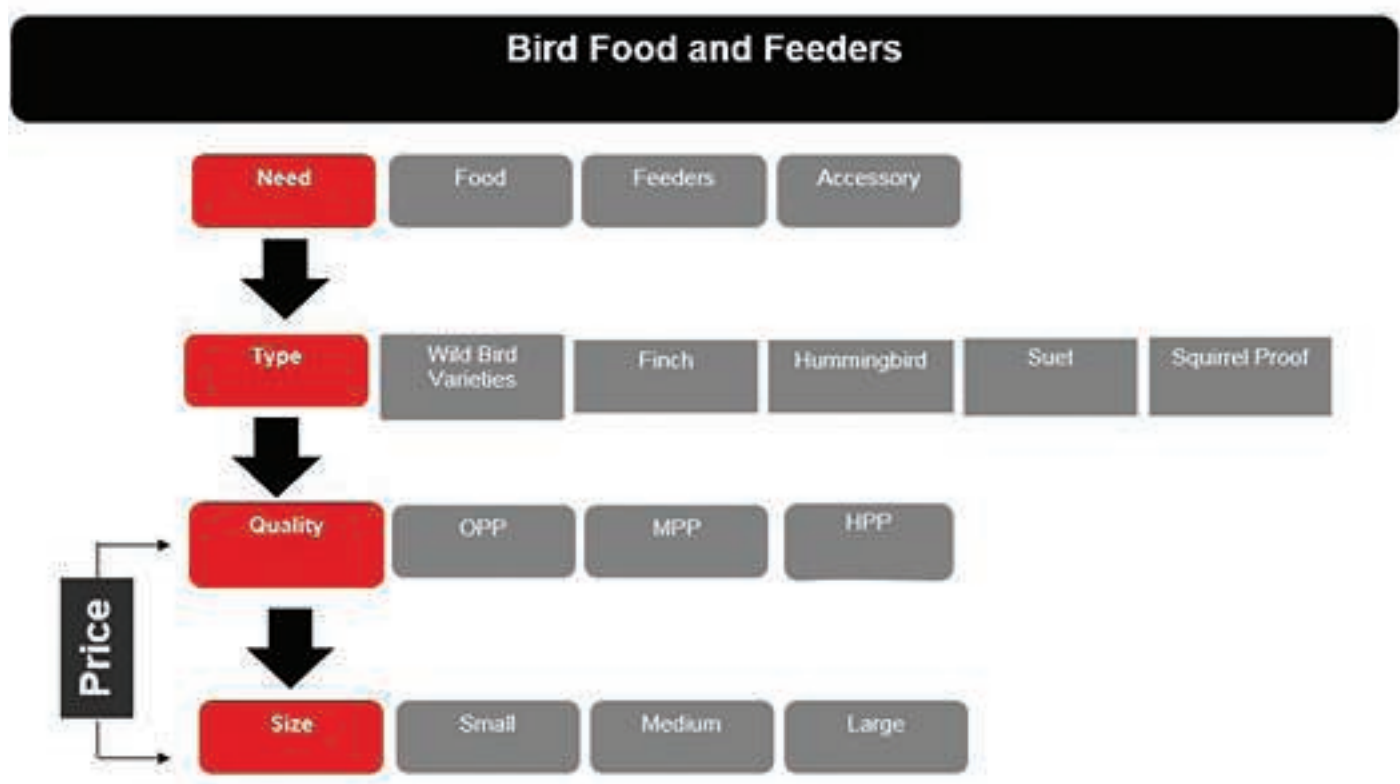 Bird Food and Feeders
Need
Food
Feeders
Accessory
Type
Wild Bird
Varieties
Finch
Hummingbird
Suet
Squirrel Proof
Quality
OPP
MPP
HPP
Price
Size
Small
Medium
Large